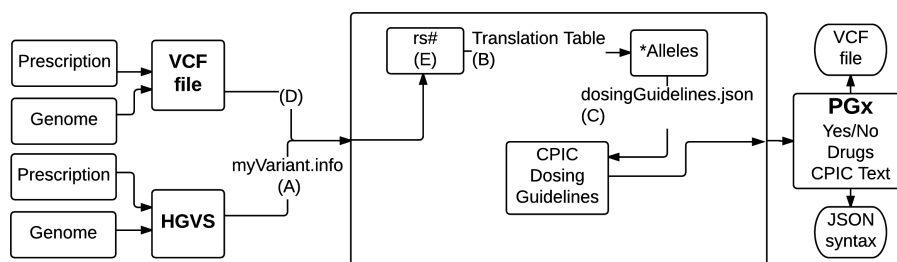 Prescription
Genome
VCF
file
(D)
Prescription
Genome
HGVS
myVariant.info
(A)
rs#
(E)
Translation Table
(B)
*Alleles
dosingGuidelines.json
(C)
CPIC
Dosing
Guidelines
VCF
file
PGx
Yes/No
Drugs
CPIC Text
JSON
syntax